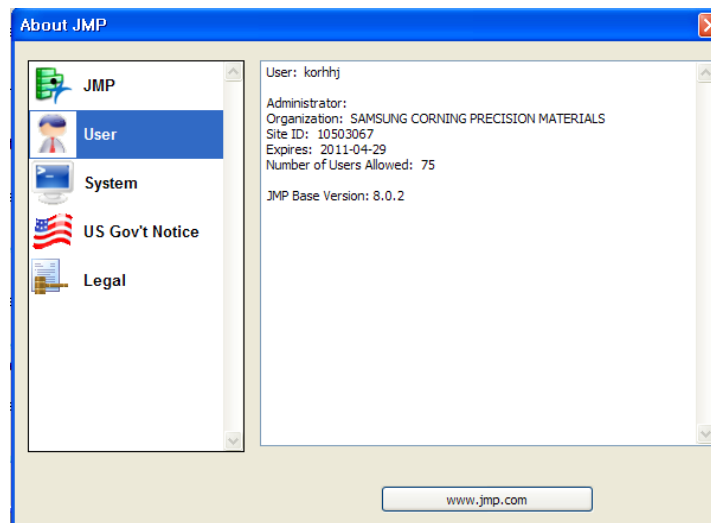 About JMP
JMP
User
System
US Gov't Notice
Legal
User: korhhj
Administrator:
Organization: SAMSUNG CORNING PRECISION MATERIALS
Site ID: 10503067
Expires: 2011-04-29
Number of Users Allowed: 75
JMP Base Version: 8.0.2
www.jmp.com